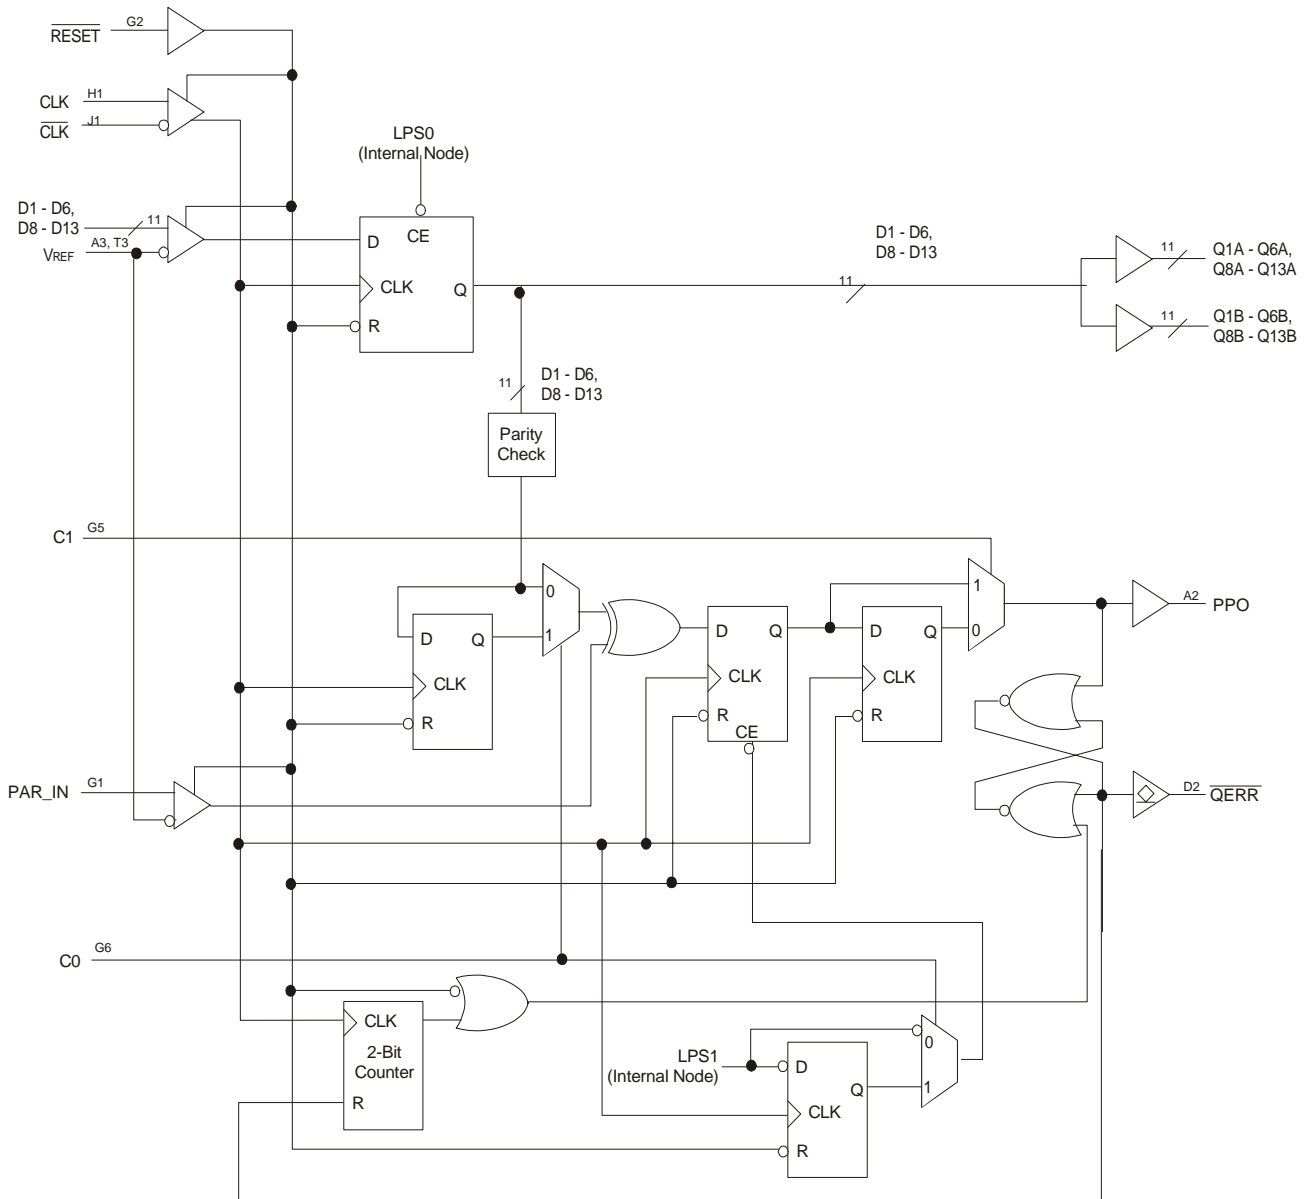 RESET G2
CLK H1
CLK J1
LPS0
(Internal Node)
D1 - D6,
D8 - D13
11
VREF A3, T3
D
CE
CLK
Q
R
D1 - D6,
D8 - D13
11
11
Q1A - Q6A,
Q8A - Q13A
11
Q1B - Q6B,
Q8B - Q13B
11
D1 - D6,
D8 - D13
Parity
Check
C1 G5
0
1
D
Q
CLK
R
D
Q
CLK
R
CE
D
Q
CLK
R
1
0
A2 PPO
PAR_IN G1
D2 QERR
C0 G6
CLK
2-Bit
Counter
R
LPS1
(Internal Node)
D
Q
CLK
R
0
1